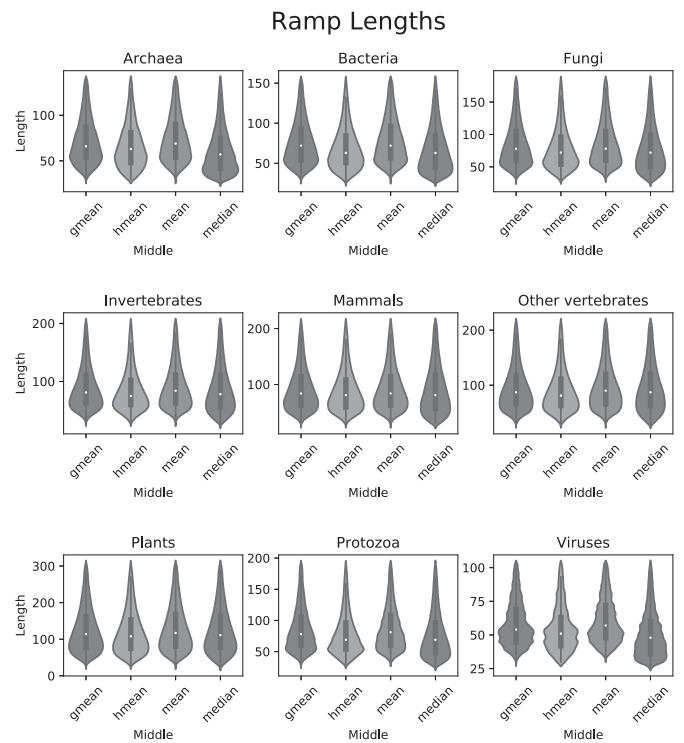 Ramp Lengths
Archaea
Bacteria
Fungi
Length
100
50
150
100
50
150
100
50
gmean
hmean
mean
median
gmean
hmean
mean
median
gmean
hmean
mean
median
Middle
Middle
Middle
Invertebrates
Mammals
Other vertebrates
Length
200
100
200
100
200
100
gmean
hmean
mean
median
gmean
hmean
mean
median
gmean
hmean
mean
median
Middle
Middle
Middle
Plants
Protozoa
Viruses
Length
300
200
100
0
200
150
100
50
100
75
50
25
gmean
hmean
mean
median
gmean
hmean
mean
median
gmean
hmean
mean
median
Middle
Middle
Middle